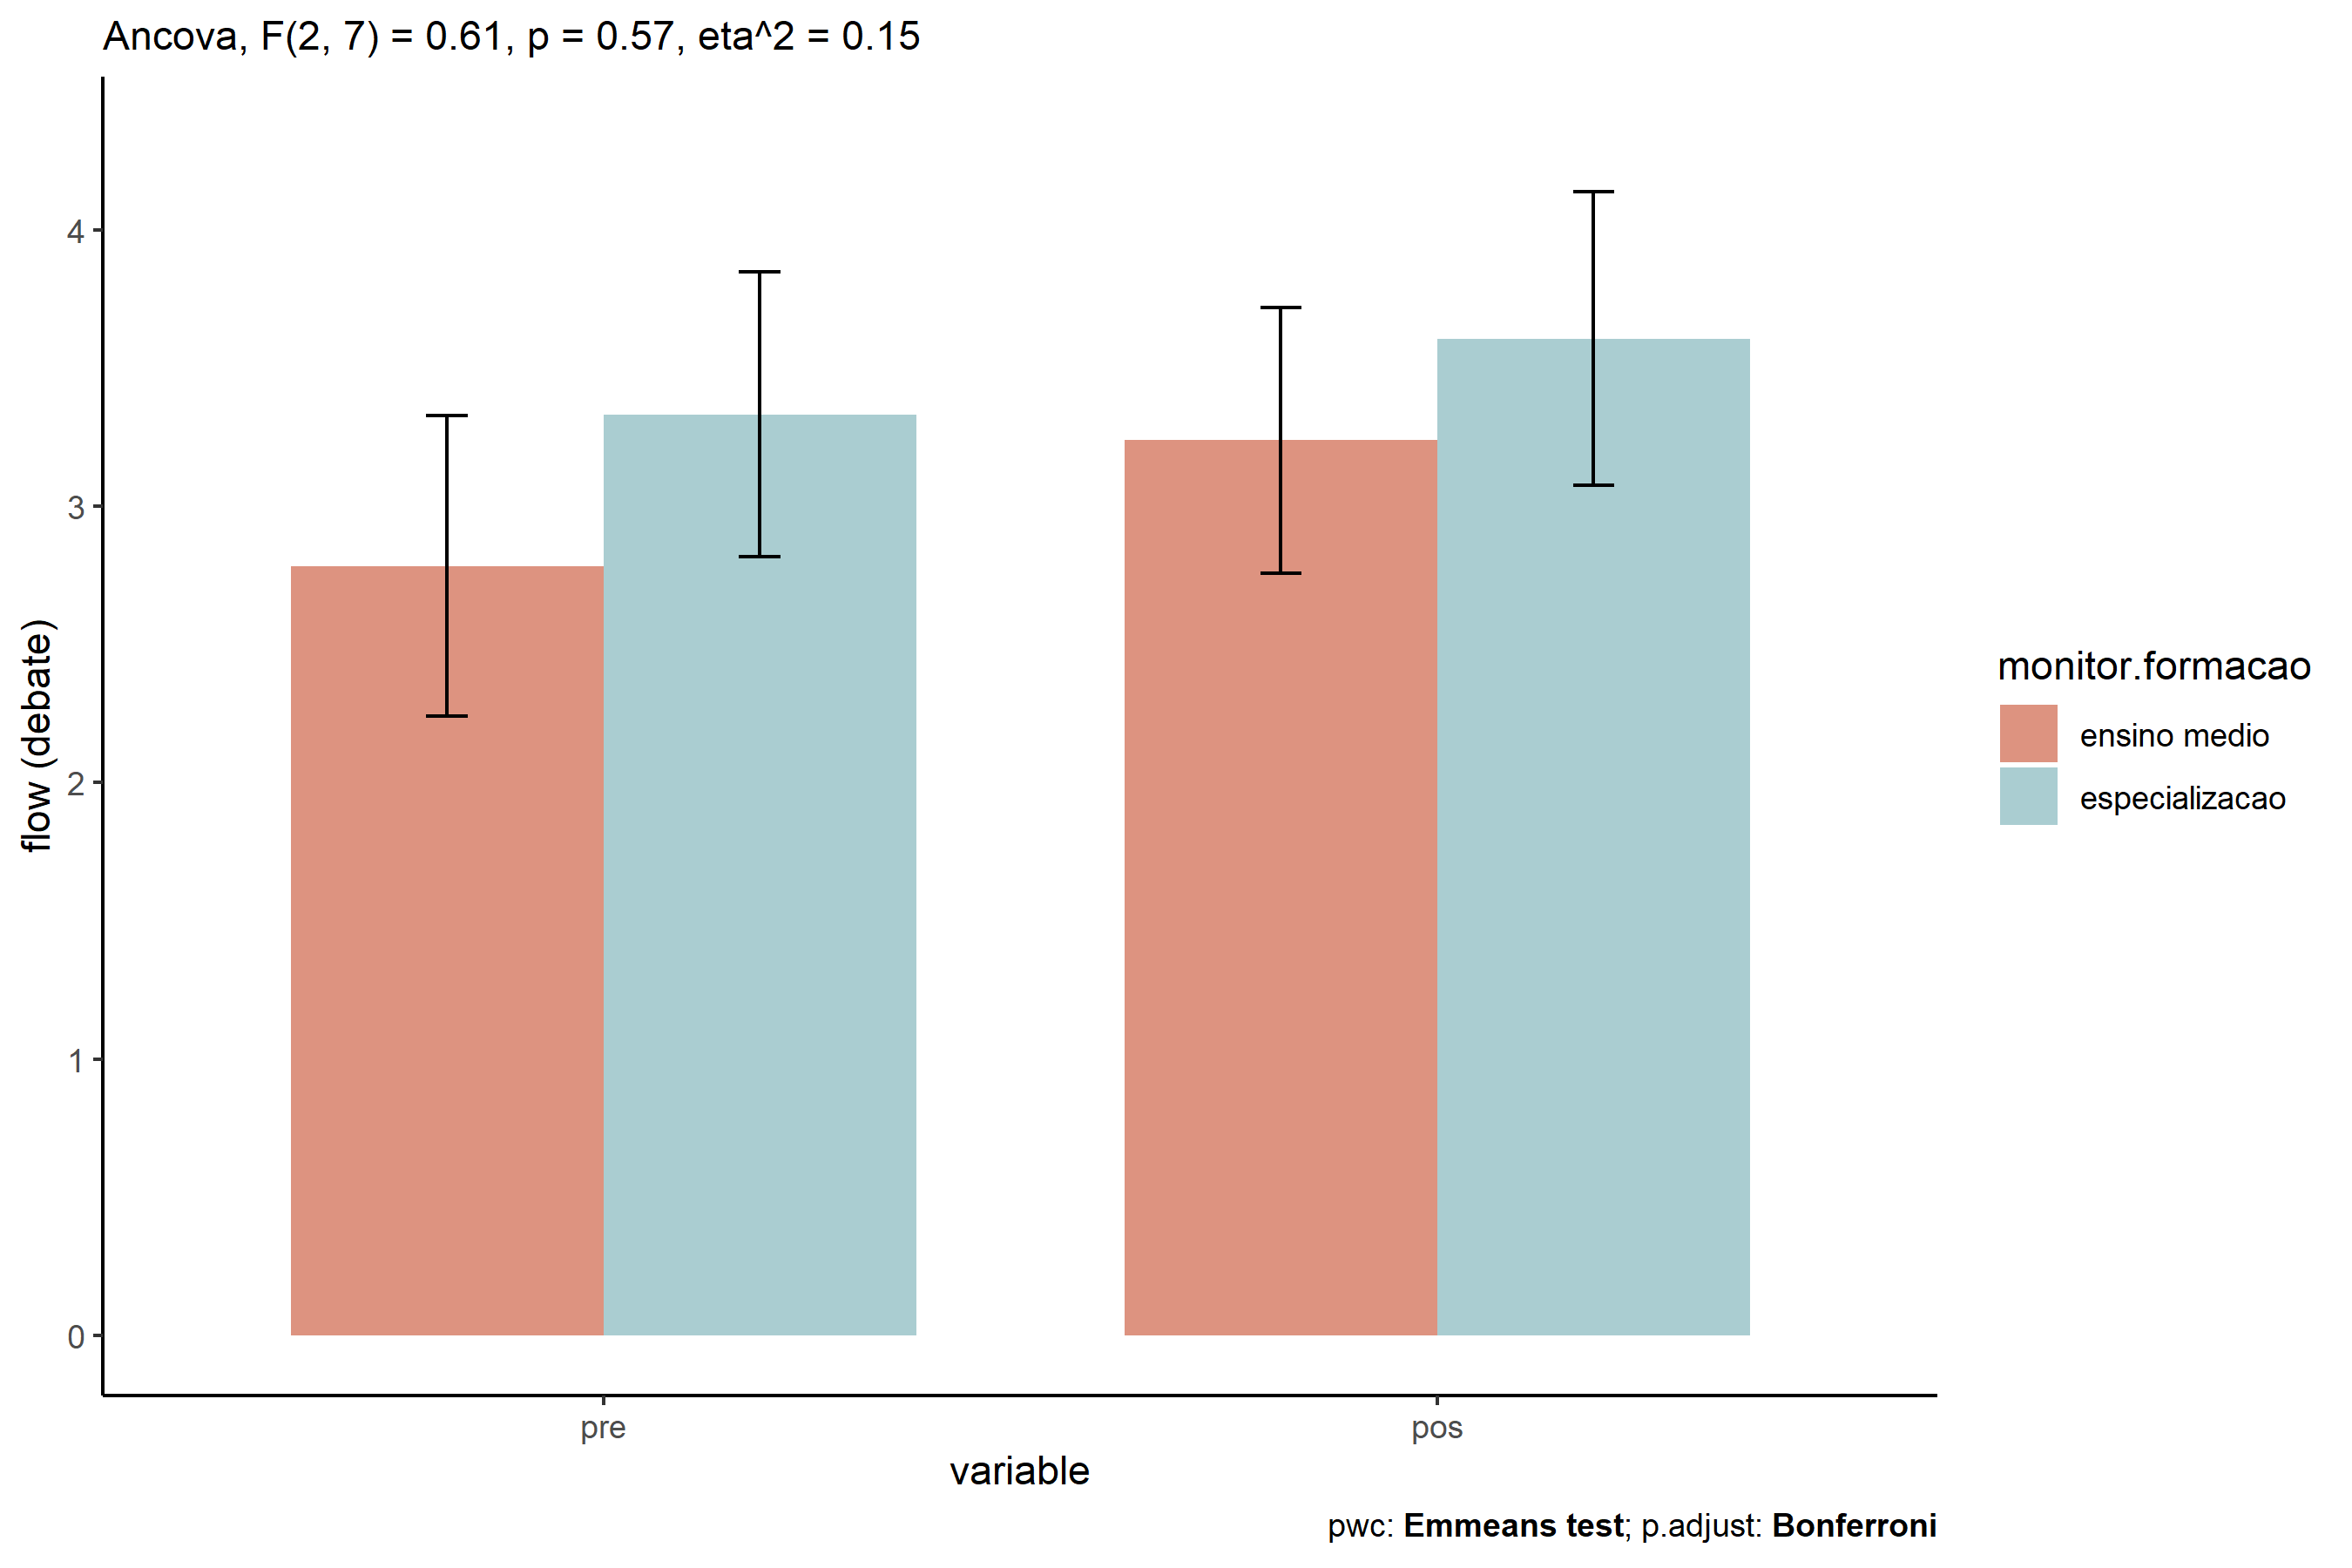 Ancova, F(2, 7) = 0.61, p = 0.57, eta^2 = 0.15
flow (debate)
4
3
2
1
0
pre
pos
variable
monitor.formacao
ensino medio
especializacao
pwc: Emmeans test; p.adjust: Bonferroni